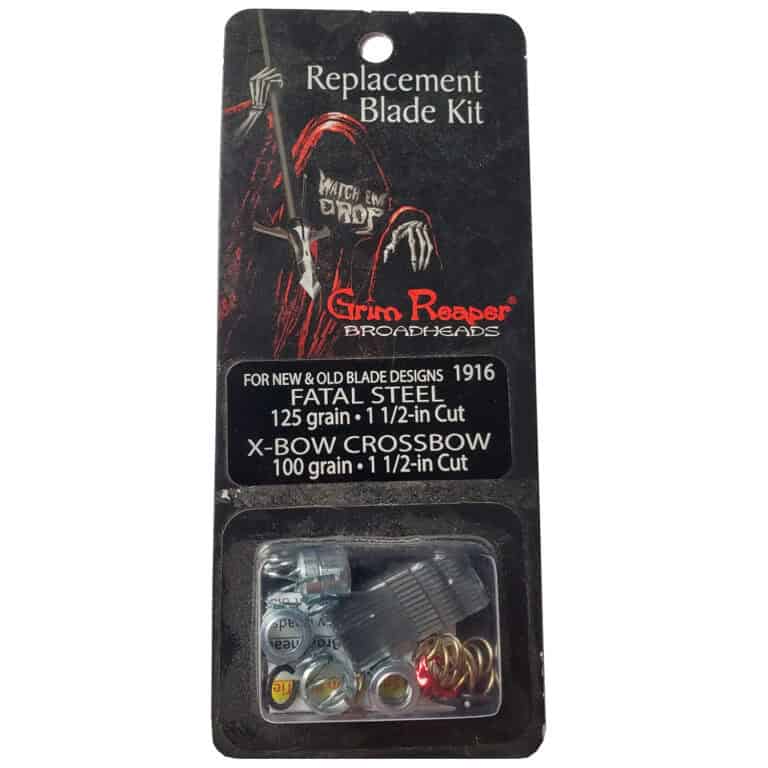 Replacement
Blade Kit
WATCH 'EM
DROP
Grim Reaper®
BROADHEADS
FOR NEW & OLD BLADE DESIGNS 1916
FATAL STEEL
125 grain • 1 1/2-in Cut
X-BOW CROSSBOW
100 grain • 1 1/2-in Cut